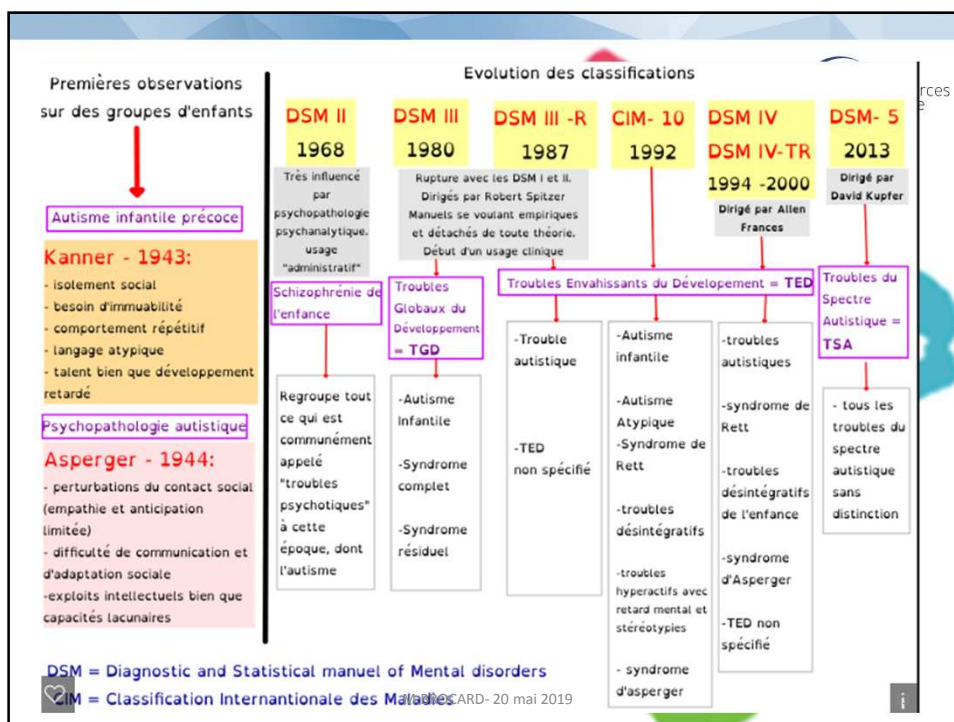 Premières observations
sur des groupes d'enfants
Autisme infantile précoce
Kanner - 1943:
- isolement social
- besoin d'immuabilité
- comportement répétitif
- langage atypique
- talent bien que développement
retardé
Psychopathologie autistique
Asperger - 1944:
- perturbations du contact social
(empathie et anticipation
limitée)
- difficulté de communication et
d'adaptation sociale
-exploits intellectuels bien que
capacités lacunaires
Evolution des classifications
rces
e
DSM II
1968
Très influencé
par
psychopathologie
psychanalytique.
usage
"administratif"
Schizophrénie de
l'enfance
Regroupe tout
ce qui est
communément
appelé
"troubles
psychotiques"
à cette
époque, dont
l'autisme
DSM III
1980
DSM III -R
1987
Rupture avec les DSM I et II.
Dirigés par Robert Spitzer
Manuels se voulant empiriques
et détachés de toute théorie.
Début d'un usage clinique
Troubles
Globaux du
Développement
= TGD
-Autisme
Infantile
-Syndrome
complet
-Syndrome
résiduel
CIM- 10
1992
DSM IV
DSM IV-TR
1994 -2000
Dirigé par Allen
Frances
Troubles Envahissants du Dévelopement = TED
-Trouble
autistique
-TED
non spécifié
-Autisme
infantile
-Autisme
Atypique
-Syndrome de
Rett
-troubles
désintégratifs
-troubles
hyperactifs avec
retard mental et
stéréotypies
- syndrome
d'asperger
-troubles
autistiques
-syndrome de
Rett
-troubles
désintégratifs
de l'enfance
-syndrome
d'Asperger
-TED non
spécifié
DSM- 5
2013
Dirigé par
David Kupfer
Troubles du
Spectre
Autistique =
TSA
- tous les
troubles du
spectre
autistique
sans
distinction
DSM = Diagnostic and Statistical manuel of Mental disorders
CIM = Classification Internantionale des Maladies
- 20 mai 2019